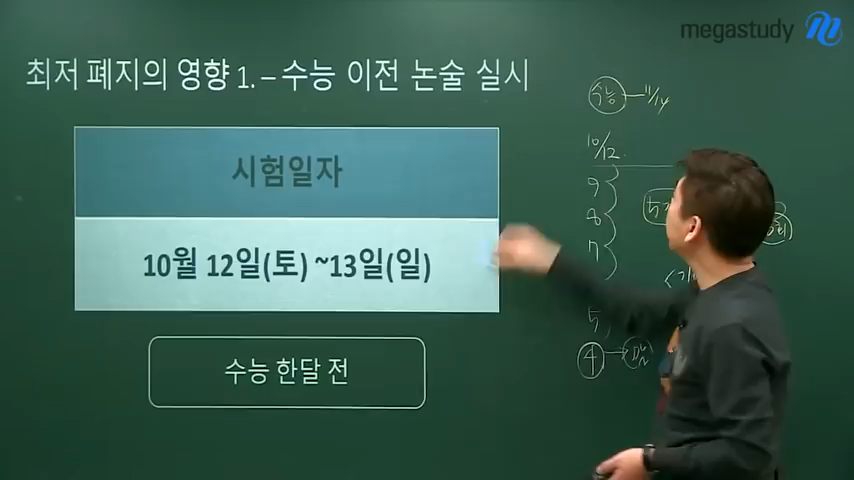 megastudy
최저 폐지의 영향 1. – 수능 이전 논술 실시
시험일자
10월 12일(토) ~13일(일)
수능 한달 전
수능 11/14
10/12.
9
8
7
5
4